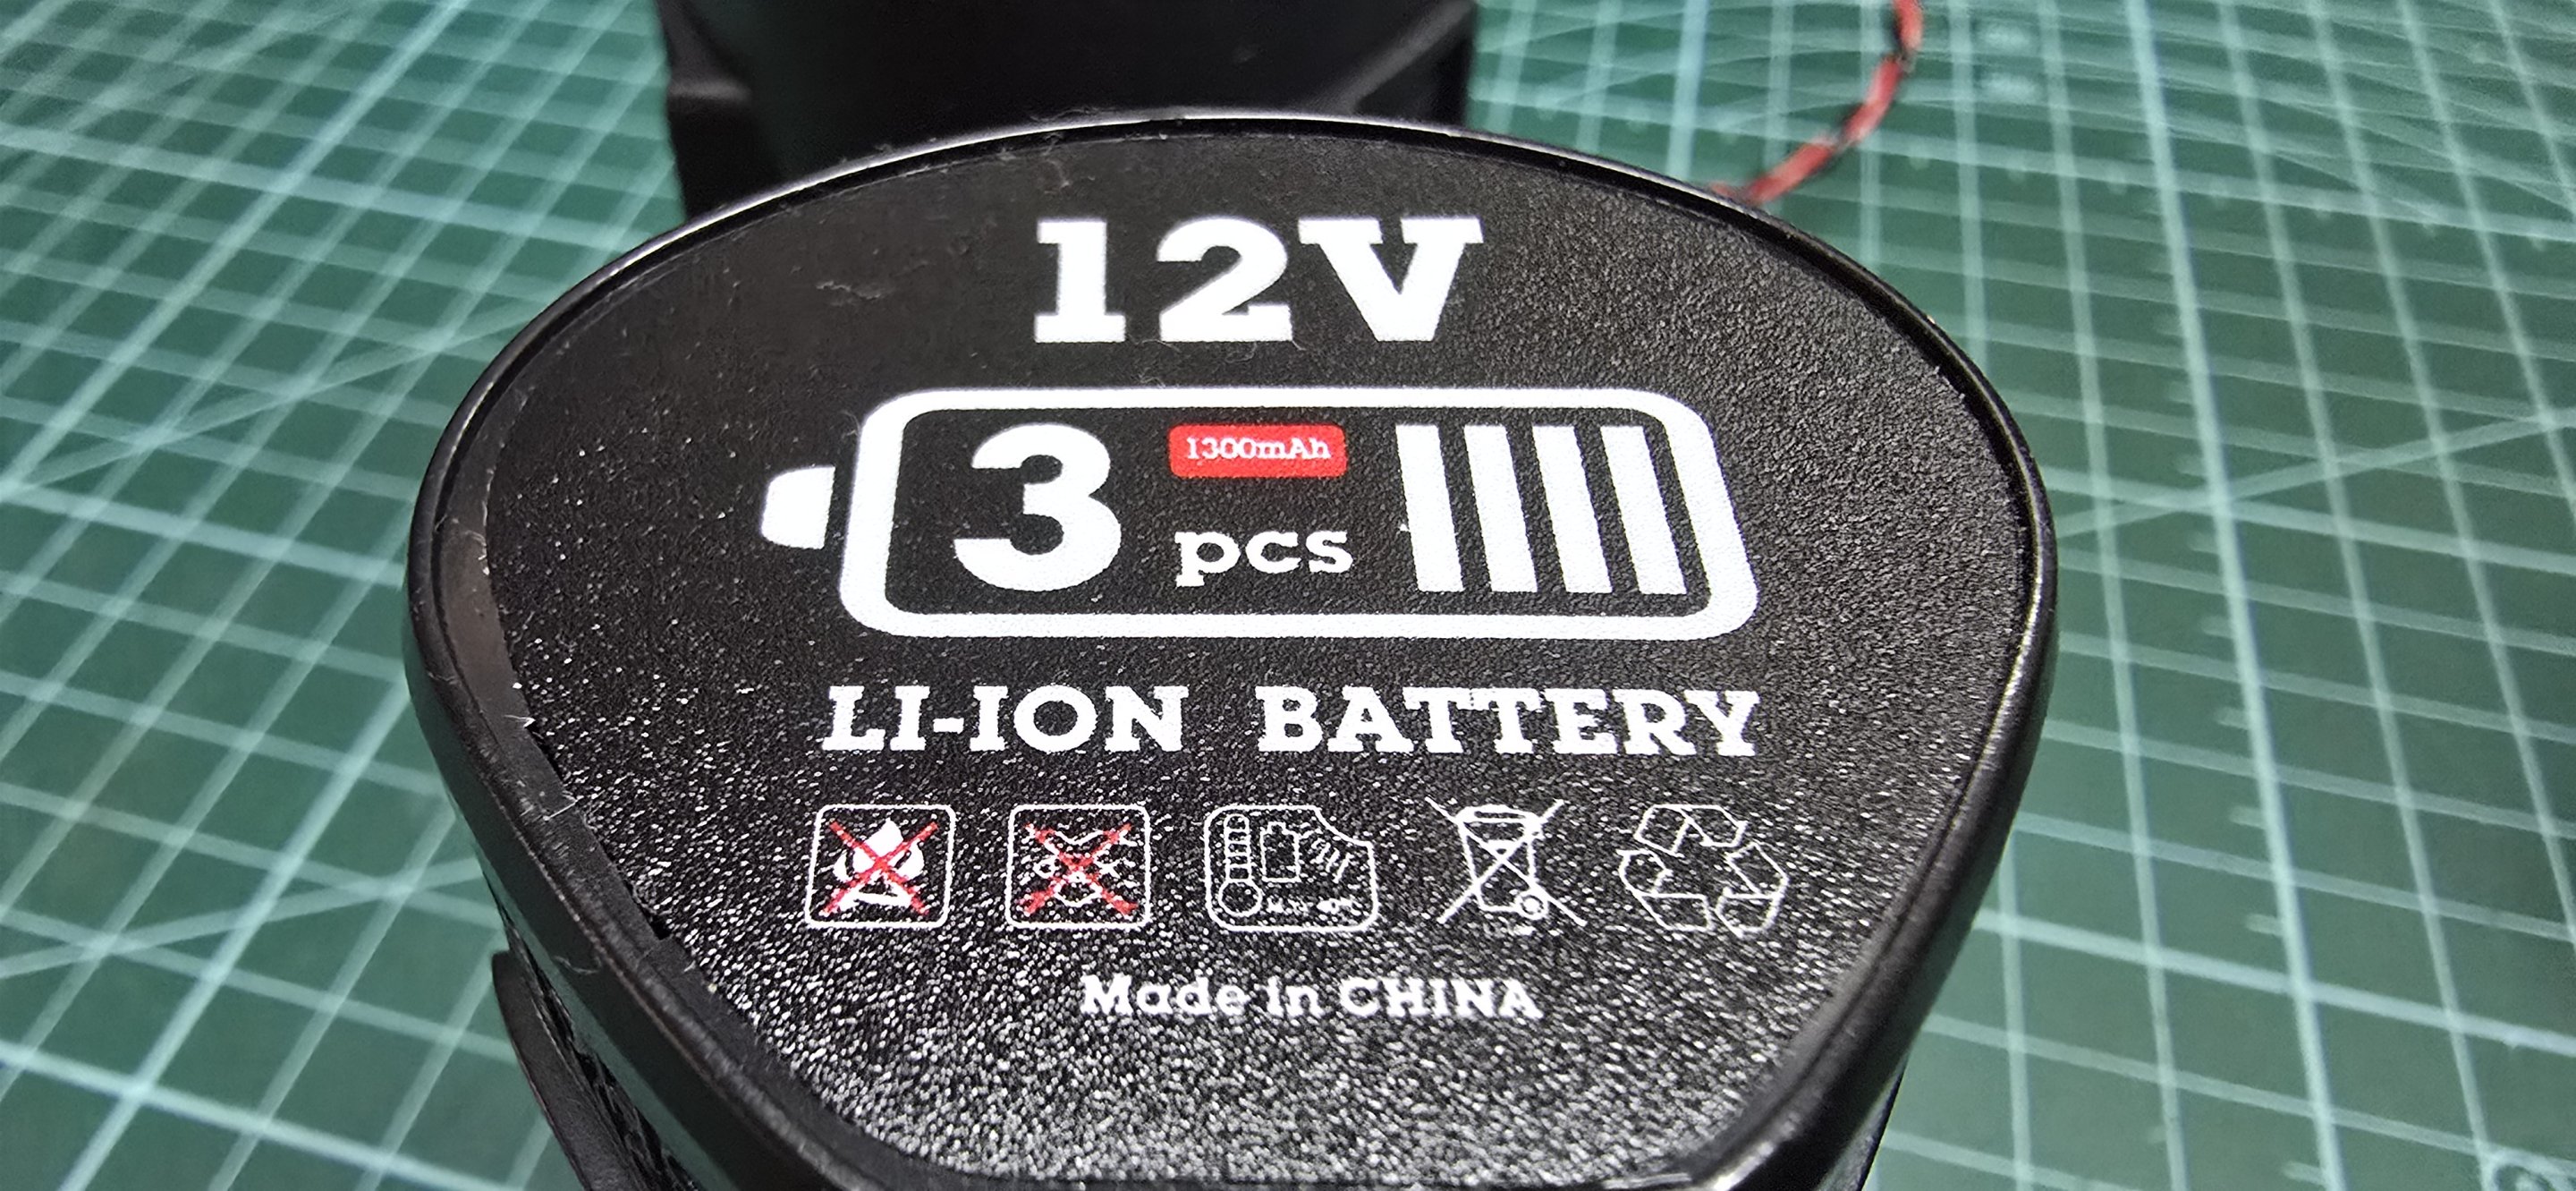 12V
3
1300mAh
pcs
LI-ION BATTERY
Made in CHINA